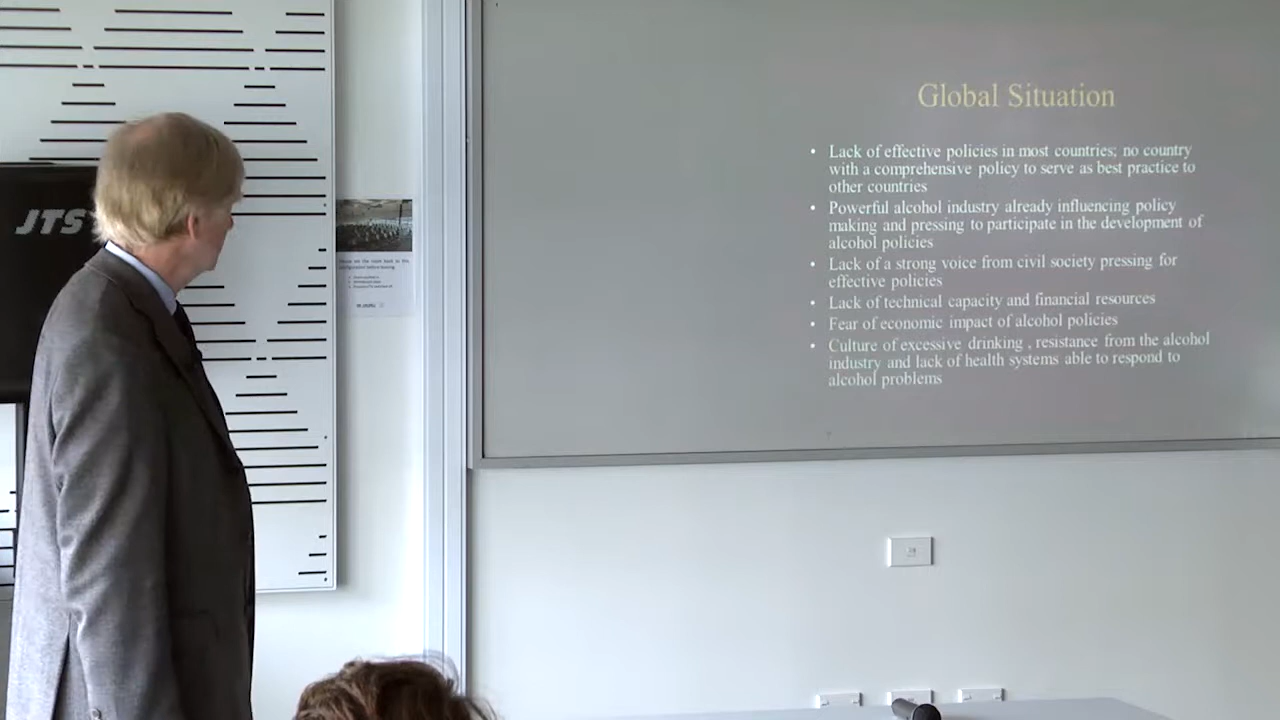 JTS
Global Situation
• Lack of effective policies in most countries; no country
with a comprehensive policy to serve as best practice to
other countries
• Powerful alcohol industry already influencing policy
making and pressing to participate in the development of
alcohol policies
• Lack of a strong voice from civil society pressing for
effective policies
• Lack of technical capacity and financial resources
• Fear of economic impact of alcohol policies
• Culture of excessive drinking , resistance from the alcohol
industry and lack of health systems able to respond to
alcohol problems